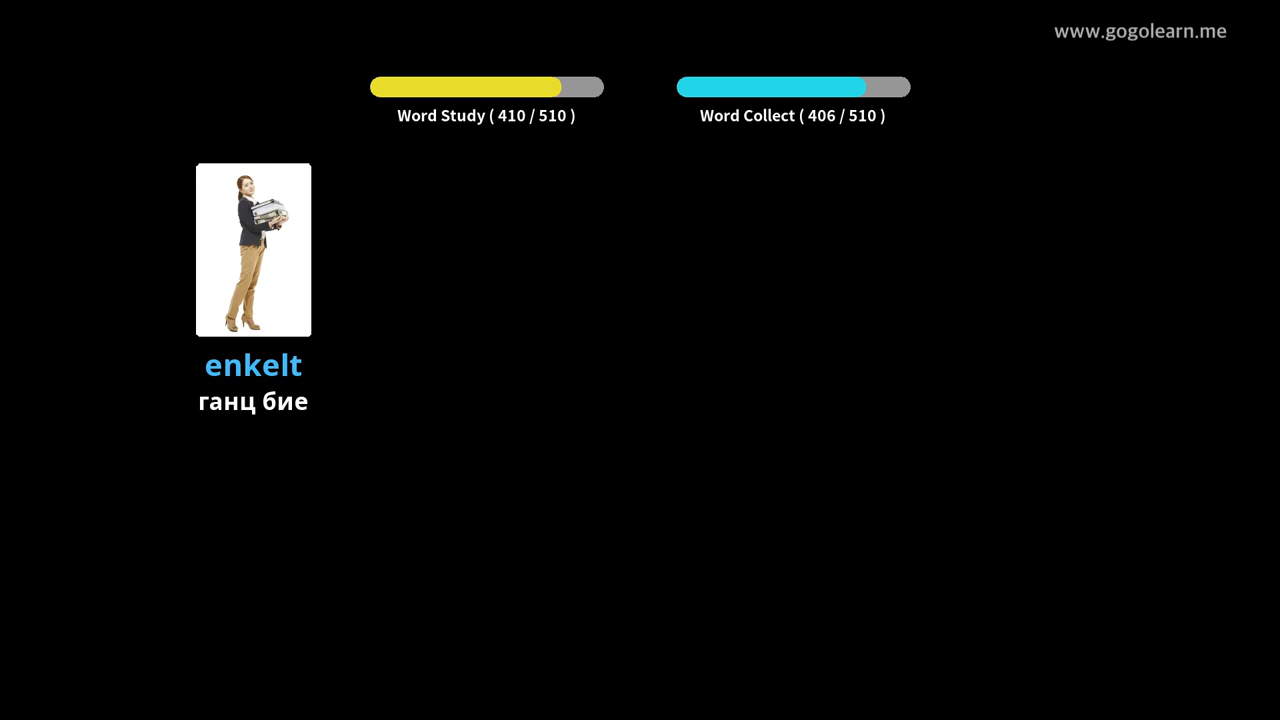 www.gogolearn.me
Word Study ( 410 / 510 )
Word Collect ( 406 / 510 )
enkelt
ганц бие